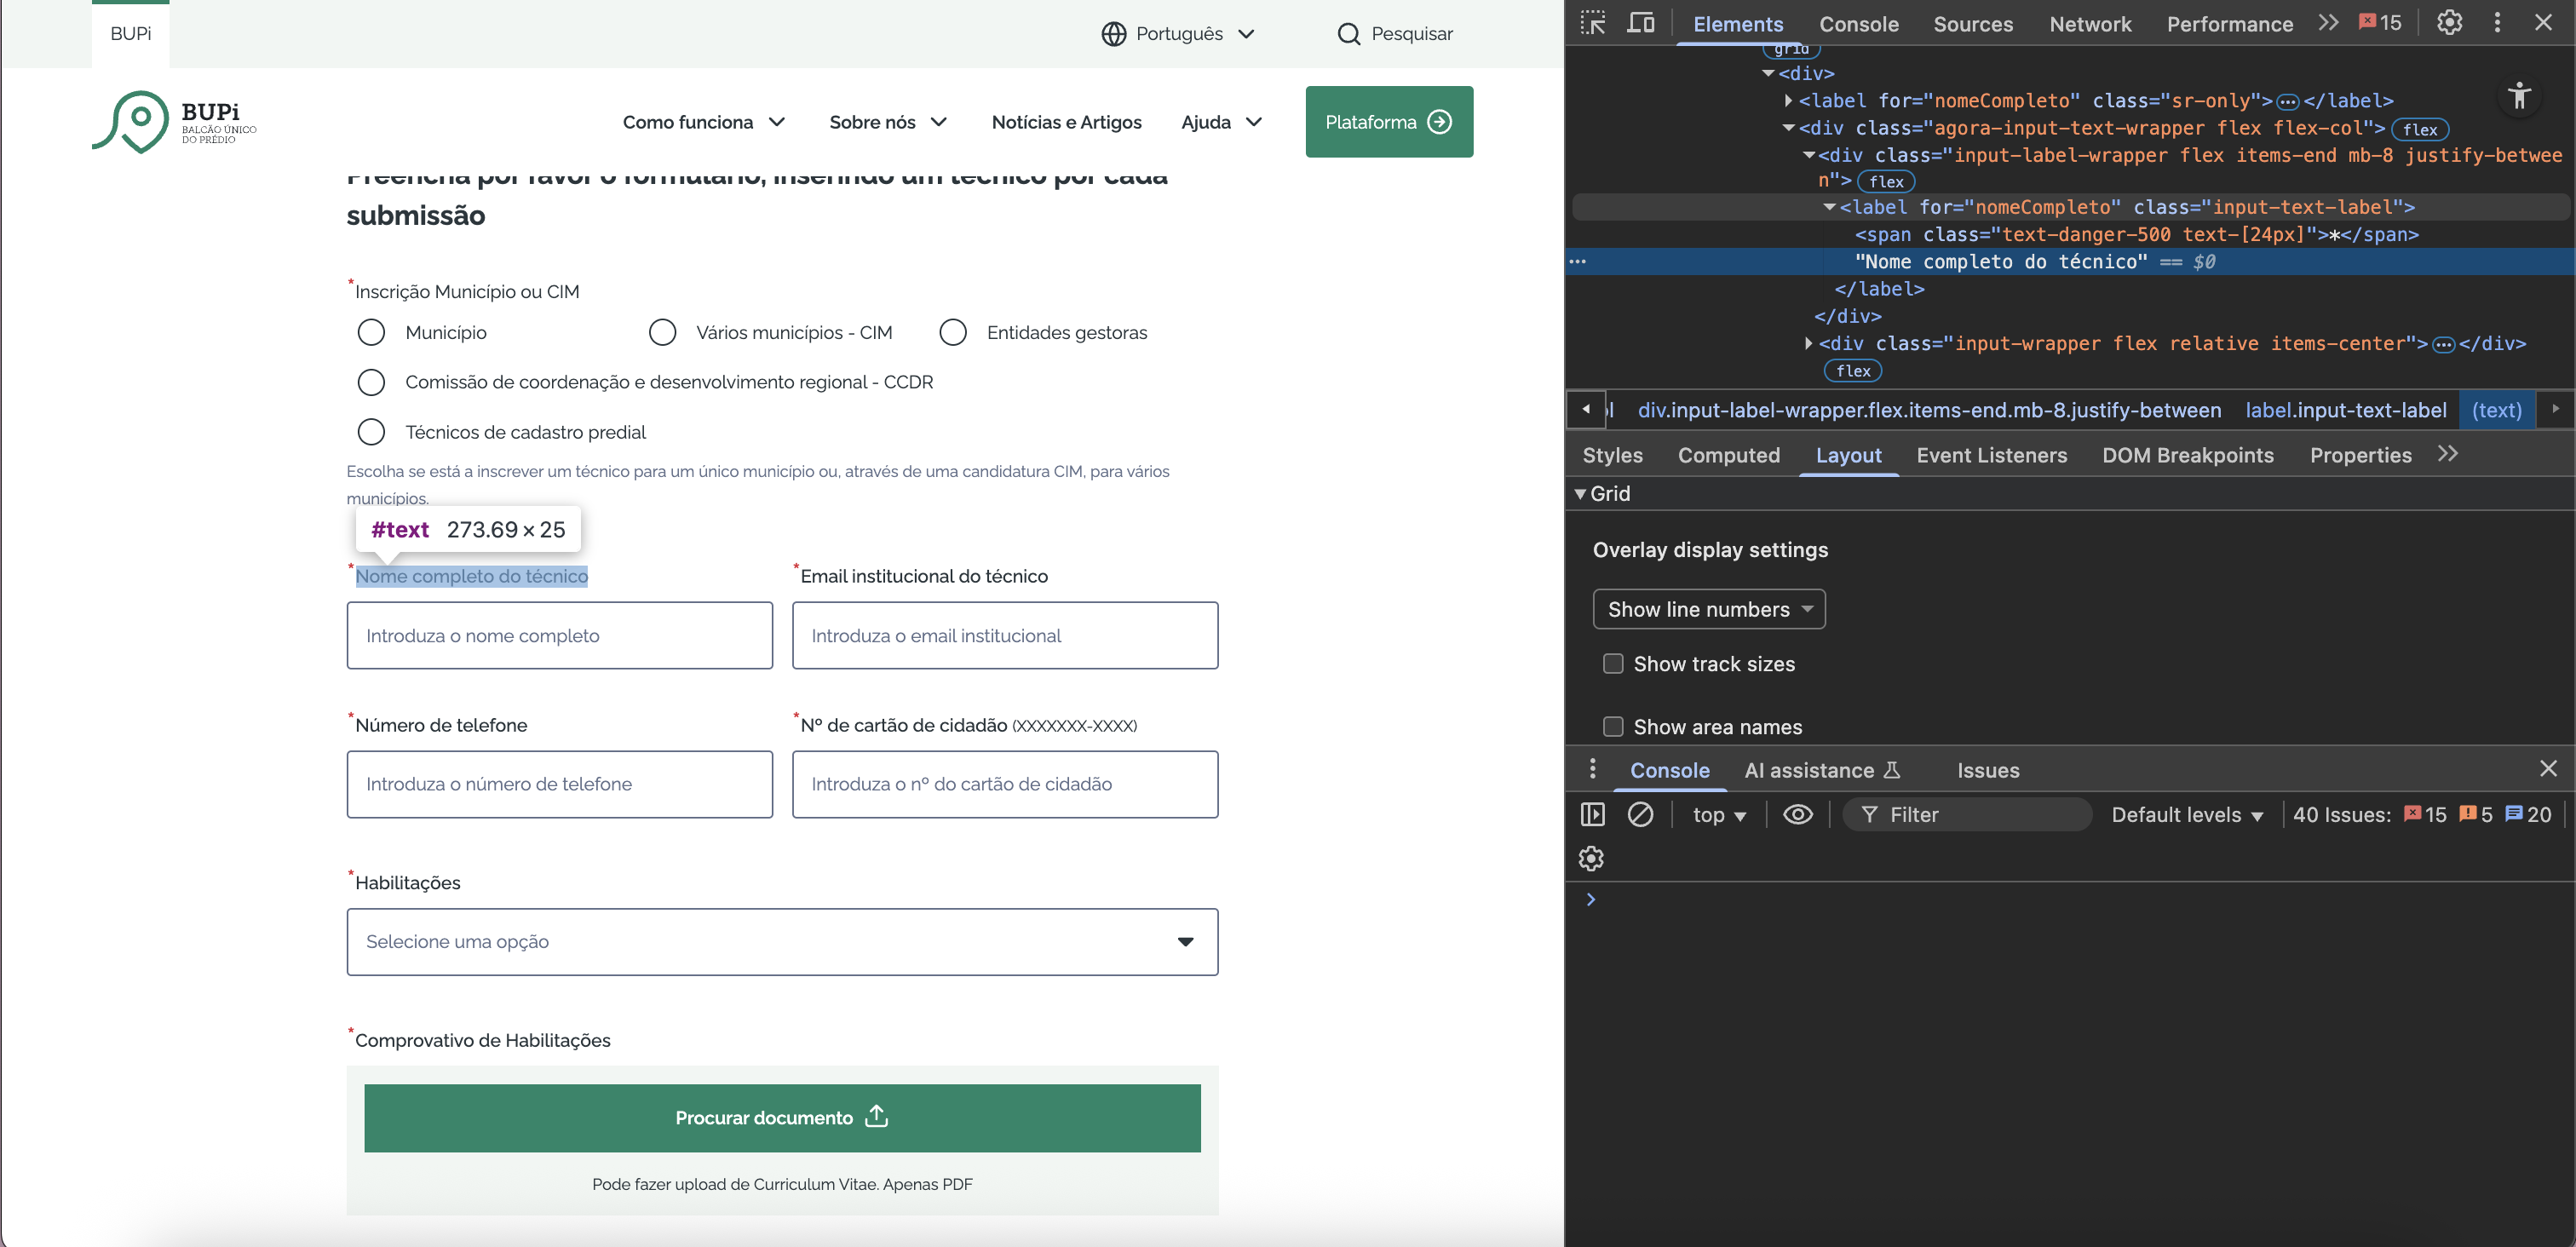 BUPi
Português
Pesquisar
BUPi
BALCÃO ÚNICO
DO PRÉDIO
Como funciona
Sobre nós
Notícias e Artigos
Ajuda
Plataforma
Preencha por favor o formulário, inserindo um técnico por cada
submissão
*Inscrição Município ou CIM
Município
Vários municípios - CIM
Entidades gestoras
Comissão de coordenação e desenvolvimento regional - CCDR
Técnicos de cadastro predial
Escolha se está a inscrever um técnico para um único município ou, através de uma candidatura CIM, para vários
municípios.
#text 273.69 × 25
*Nome completo do técnico
*Email institucional do técnico
Introduza o nome completo
Introduza o email institucional
*Número de telefone
*Nº de cartão de cidadão (XXXXXXX-XXXX)
Introduza o número de telefone
Introduza o nº do cartão de cidadão
*Habilitações
Selecione uma opção
*Comprovativo de Habilitações
Procurar documento
Pode fazer upload de Curriculum Vitae. Apenas PDF
Elements
Console
Sources
Network
Performance
15
grid
<div>
<label for="nomeCompleto" class="sr-only">…</label>
<div class="agora-input-text-wrapper flex flex-col"> flex
<div class="input-label-wrapper flex items-end mb-8 justify-betwee
n"> flex
<label for="nomeCompleto" class="input-text-label">
<span class="text-danger-500 text-[24px]">*</span>
"Nome completo do técnico" == $0
</label>
</div>
<div class="input-wrapper flex relative items-center">…</div>
flex
div.input-label-wrapper.flex.items-end.mb-8.justify-between
label.input-text-label
(text)
Styles
Computed
Layout
Event Listeners
DOM Breakpoints
Properties
Grid
Overlay display settings
Show line numbers
Show track sizes
Show area names
Console
AI assistance
Issues
top
Filter
Default levels
40 Issues: 15 5 20